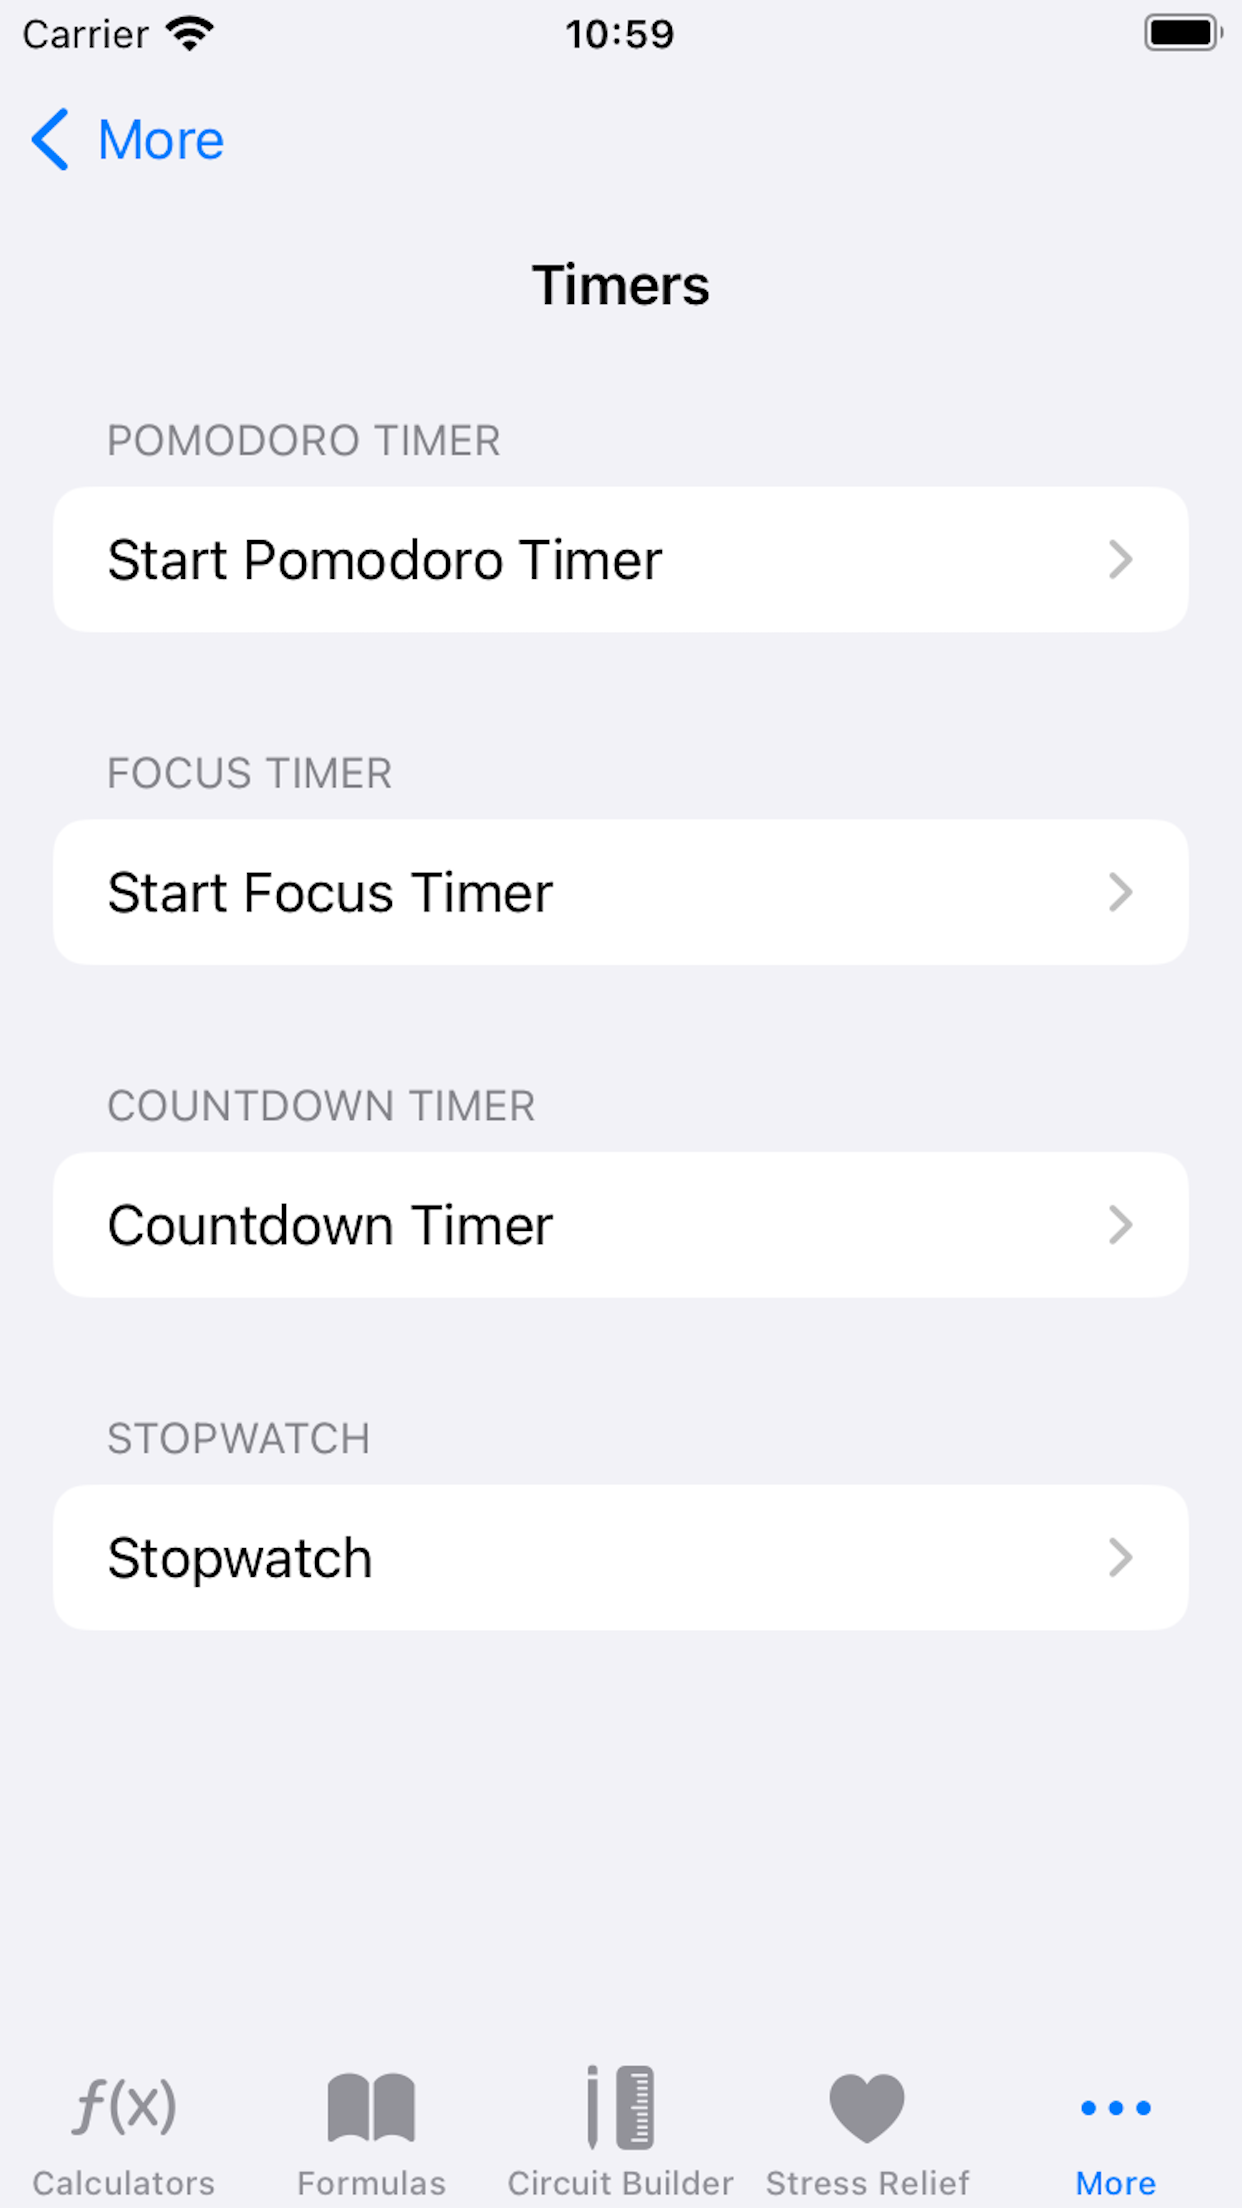 Carrier 10:59
More
Timers
POMODORO TIMER
Start Pomodoro Timer
FOCUS TIMER
Start Focus Timer
COUNTDOWN TIMER
Countdown Timer
STOPWATCH
Stopwatch
f(x)
Calculators Formulas Circuit Builder Stress Relief More